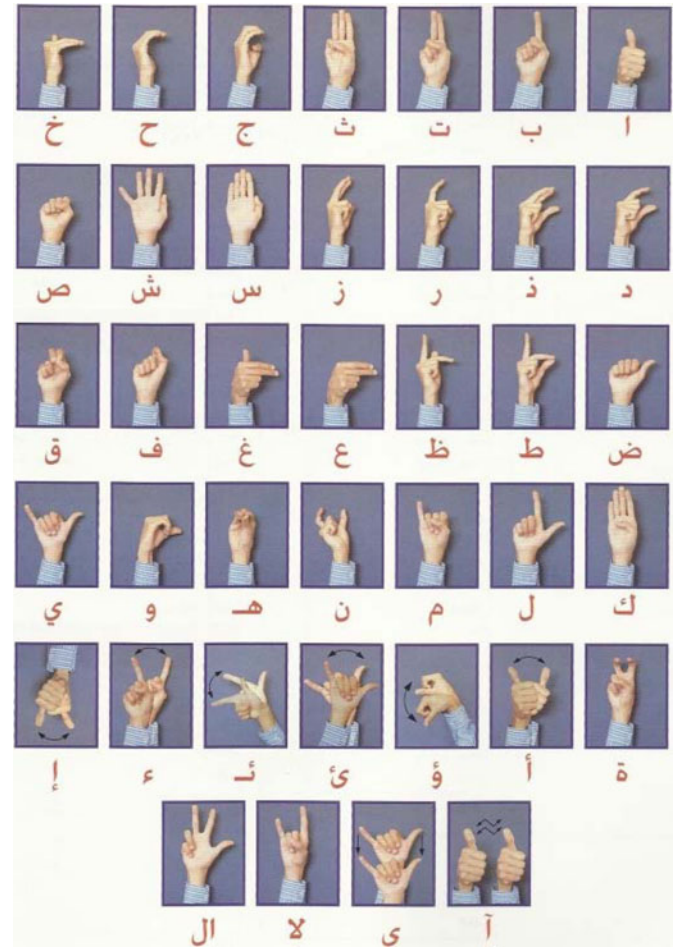 ا ب ت ث ج ح خ
د ذ ر ز س ش ص
ض ط ظ ع غ ف ق
ك ل م ن هـ و ي
ة أ ؤ ئ ئـ ء إ
آ ى لا ال